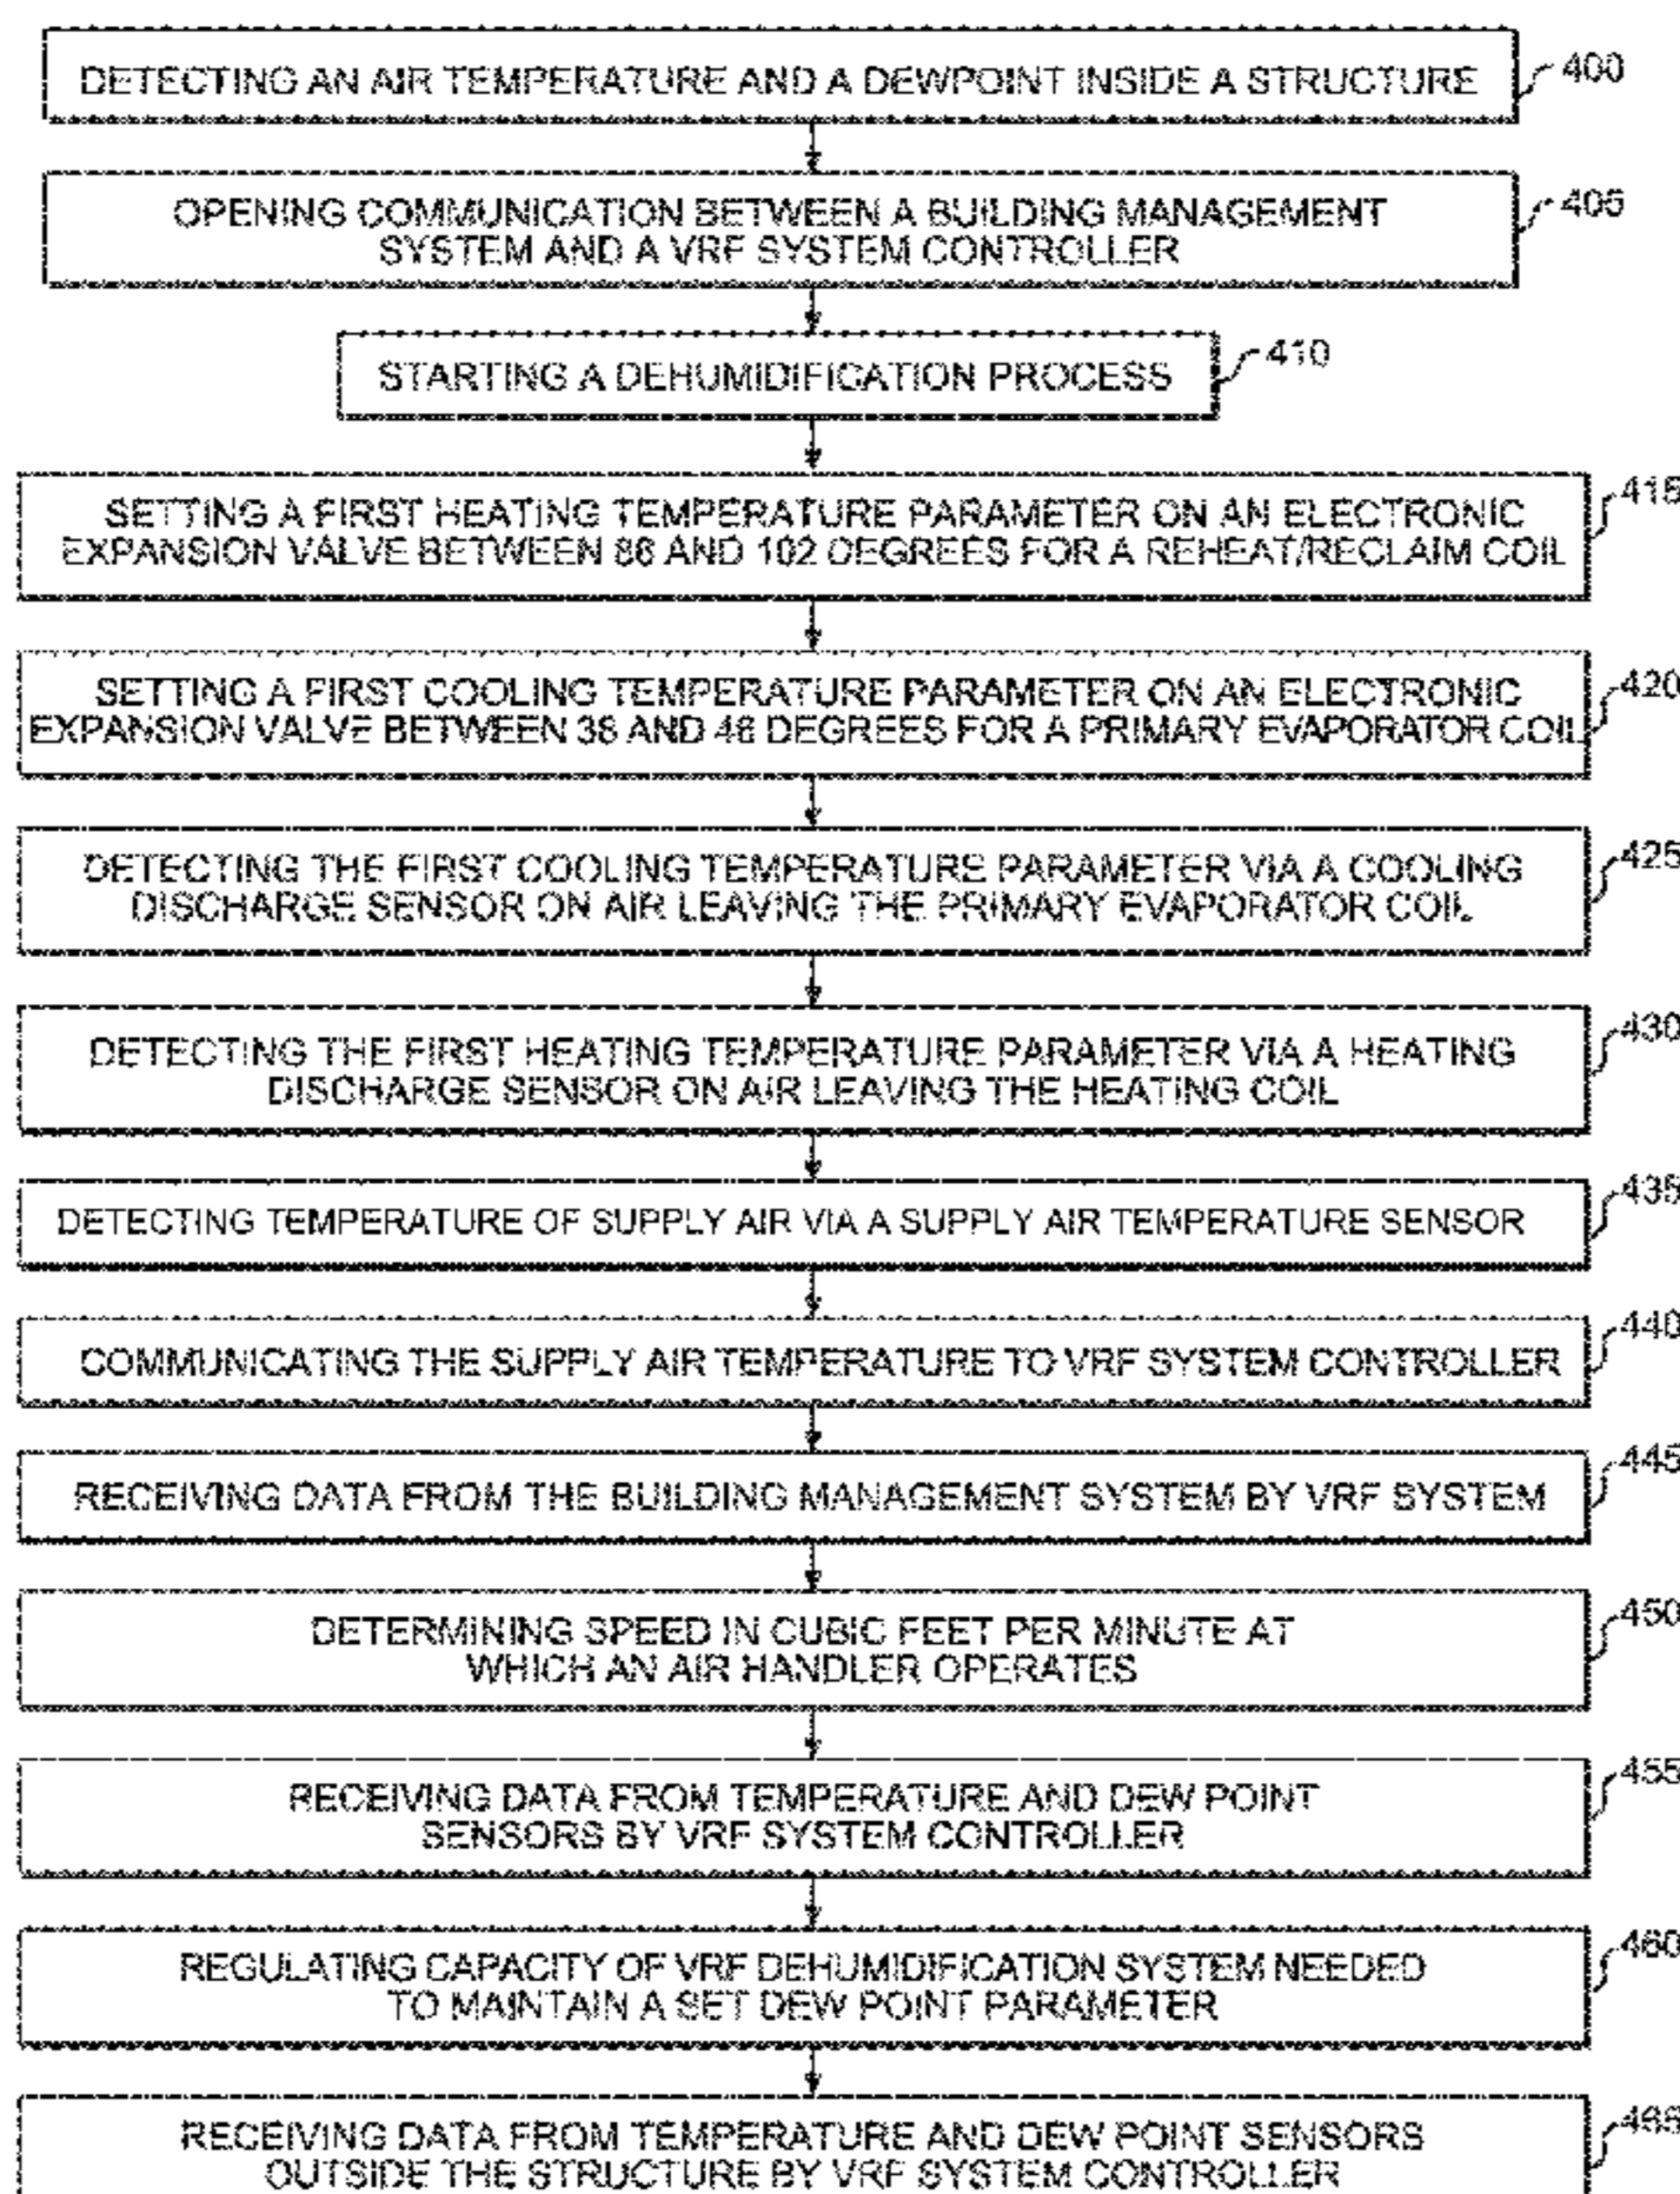 DETECTING AN AIR TEMPERATURE AND A DEWPOINT INSIDE A STRUCTURE
400
OPENING COMMUNICATION BETWEEN A BUILDING MANAGEMENT
SYSTEM AND A VRF SYSTEM CONTROLLER
405
STARTING A DEHUMIDIFICATION PROCESS
410
SETTING A FIRST HEATING TEMPERATURE PARAMETER ON AN ELECTRONIC
EXPANSION VALVE BETWEEN AND 102 DEGREES FOR A REHEAT/RECLAIM COIL
415
SETTING A FIRST COOLING TEMPERATURE PARAMETER ON AN ELECTRONIC
EXPANSION VALVE BETWEEN AND DEGREES FOR A PRIMARY EVAPORATOR COIL
420
DETECTING THE FIRST COOLING TEMPERATURE PARAMETER VIA A COOLING
DISCHARGE SENSOR ON AIR LEAVING THE PRIMARY EVAPORATOR COIL
425
DETECTING THE FIRST HEATING TEMPERATURE PARAMETER VIA A HEATING
DISCHARGE SENSOR ON AIR LEAVING THE HEATING COIL
430
DETECTING TEMPERATURE OF SUPPLY AIR VIA A SUPPLY AIR TEMPERATURE SENSOR
435
COMMUNICATING THE SUPPLY AIR TEMPERATURE TO VRF SYSTEM CONTROLLER
440
RECEIVING DATA FROM THE BUILDING MANAGEMENT SYSTEM BY VRF SYSTEM
445
DETERMINING SPEED IN CUBIC FEET PER MINUTE AT
WHICH AN AIR HANDLER OPERATES
450
RECEIVING DATA FROM TEMPERATURE AND DEW POINT
SENSORS BY VRF SYSTEM CONTROLLER
455
REGULATING CAPACITY OF VRF DEHUMIDIFICATION SYSTEM NEEDED
TO MAINTAIN A SET DEW POINT PARAMETER
460
RECEIVING DATA FROM TEMPERATURE AND DEW POINT SENSORS
OUTSIDE THE STRUCTURE BY VRF SYSTEM CONTROLLER
465